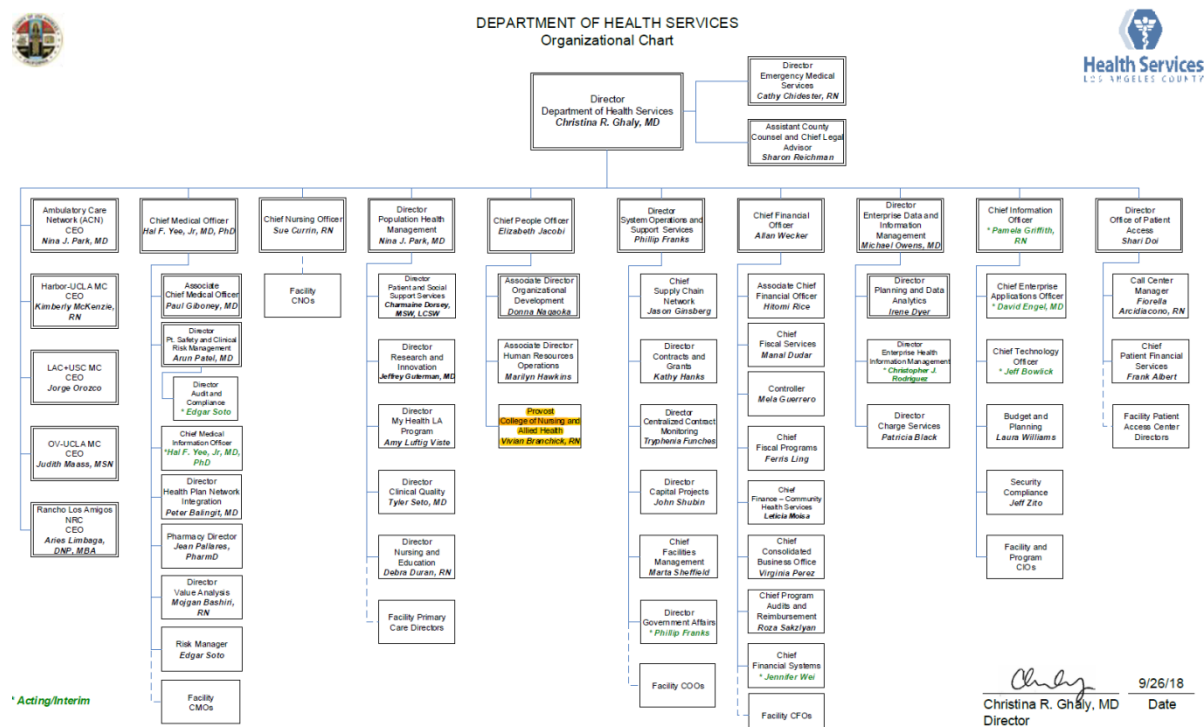 DEPARTMENT OF HEALTH SERVICES
Organizational Chart
Health Services
LOS ANGELES COUNTY
Director
Department of Health Services
Christina R. Ghaly, MD
Director
Emergency Medical
Services
Cathy Chidester, RN
Assistant County
Counsel and Chief Legal
Advisor
Sharon Reichman
Ambulatory Care
Network (ACN)
CEO
Nina J. Park, MD
Harbor-UCLA MC
CEO
Kimberly McKenzie,
RN
LAC+USC MC
CEO
Jorge Orozco
OV-UCLA MC
CEO
Judith Maass, MSN
Rancho Los Amigos
NRC
CEO
Aries Limbaga,
DNP, MBA
Chief Medical Officer
Hal F. Yee, Jr, MD, PhD
Associate
Chief Medical Officer
Paul Giboney, MD
Director
Pt. Safety and Clinical
Risk Management
Arun Patel, MD
Director
Audit and
Compliance
* Edgar Soto
Chief Medical
Information Officer
*Hal F. Yee, Jr, MD,
PhD
Director
Health Plan Network
Integration
Peter Balingit, MD
Pharmacy Director
Jean Pallares,
PharmD
Director
Value Analysis
Mojgan Bashiri,
RN
Risk Manager
Edgar Soto
Facility
CMOs
Chief Nursing Officer
Sue Currin, RN
Facility
CNOs
Director
Population Health
Management
Nina J. Park, MD
Director
Patient and Social
Support Services
Charmaine Dorsey,
MSW, LCSW
Director
Research and
Innovation
Jeffrey Guterman, MD
Director
My Health LA
Program
Amy Luftig Viste
Director
Clinical Quality
Tyler Seto, MD
Director
Nursing and
Education
Debra Duran, RN
Facility Primary
Care Directors
Chief People Officer
Elizabeth Jacobi
Associate Director
Organizational
Development
Donna Nagaoka
Associate Director
Human Resources
Operations
Marilyn Hawkins
Provost
College of Nursing and
Allied Health
Vivian Branchick, RN
Director
System Operations and
Support Services
Phillip Franks
Chief
Supply Chain
Network
Jason Ginsberg
Director
Contracts and
Grants
Kathy Hanks
Director
Centralized Contract
Monitoring
Tryphenia Funches
Director
Capital Projects
John Shubin
Chief
Facilities
Management
Marta Sheffield
Director
Government Affairs
* Phillip Franks
Facility COOs
Chief Financial
Officer
Allan Wecker
Associate Chief
Financial Officer
Hitomi Rice
Chief
Fiscal Services
Manal Dudar
Controller
Mela Guerrero
Chief
Fiscal Programs
Ferris Ling
Chief
Finance – Community
Health Services
Leticia Moisa
Chief
Consolidated
Business Office
Virginia Perez
Chief Program
Audits and
Reimbursement
Roza Sakzlyan
Chief
Financial Systems
* Jennifer Wei
Facility CFOs
Director
Enterprise Data and
Information
Management
Michael Owens, MD
Director
Planning and Data
Analytics
Irene Dyer
Director
Enterprise Health
Information Management
* Christopher J.
Rodriguez
Director
Charge Services
Patricia Black
Chief Information
Officer
* Pamela Griffith,
RN
Chief Enterprise
Applications Officer
* David Engel, MD
Chief Technology
Officer
* Jeff Bowlick
Budget and
Planning
Laura Williams
Security
Compliance
Jeff Zito
Facility and
Program
CIOs
Director
Office of Patient
Access
Shari Doi
Call Center
Manager
Fiorella
Arcidiacono, RN
Chief
Patient Financial
Services
Frank Albert
Facility Patient
Access Center
Directors
* Acting/Interim
9/26/18
Christina R. Ghaly, MD
Date
Director